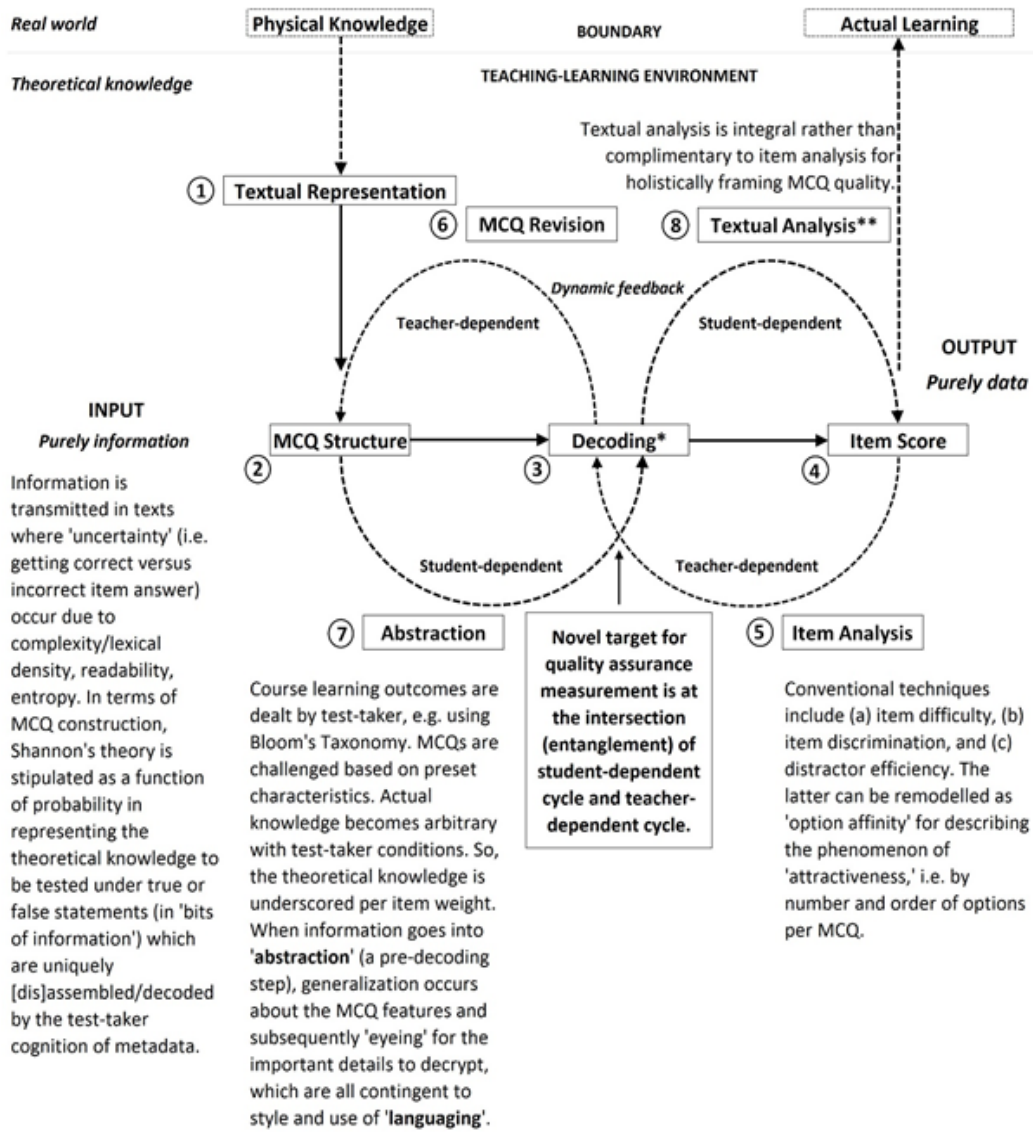 Real world
Physical Knowledge
BOUNDARY
Actual Learning
Theoretical knowledge
TEACHING-LEARNING ENVIRONMENT
Textual analysis is integral rather than
complimentary to item analysis for
holistically framing MCQ quality.
1 Textual Representation
6 MCQ Revision
8 Textual Analysis**
Dynamic feedback
Teacher-dependent
Student-dependent
OUTPUT
Purely data
INPUT
Purely information
MCQ Structure
Decoding*
Item Score
2
3
4
Information is
transmitted in texts
where 'uncertainty' (i.e.
getting correct versus
incorrect item answer)
occur due to
complexity/lexical
density, readability,
entropy. In terms of
MCQ construction,
Shannon's theory is
stipulated as a function
of probability in
representing the
theoretical knowledge to
be tested under true or
false statements (in 'bits
of information') which
are uniquely
[dis]assembled/decoded
by the test-taker
cognition of metadata.
Student-dependent
Teacher-dependent
7 Abstraction
Course learning outcomes are
dealt by test-taker, e.g. using
Bloom's Taxonomy. MCQs are
challenged based on preset
characteristics. Actual
knowledge becomes arbitrary
with test-taker conditions. So,
the theoretical knowledge is
underscored per item weight.
When information goes into
'abstraction' (a pre-decoding
step), generalization occurs
about the MCQ features and
subsequently 'eyeing' for the
important details to decrypt,
which are all contingent to
style and use of 'languaging'.
Novel target for
quality assurance
measurement is at
the intersection
(entanglement) of
student-dependent
cycle and teacher-
dependent cycle.
5 Item Analysis
Conventional techniques
include (a) item difficulty, (b)
item discrimination, and (c)
distractor efficiency. The
latter can be remodelled as
'option affinity' for describing
the phenomenon of
'attractiveness,' i.e. by
number and order of options
per MCQ.